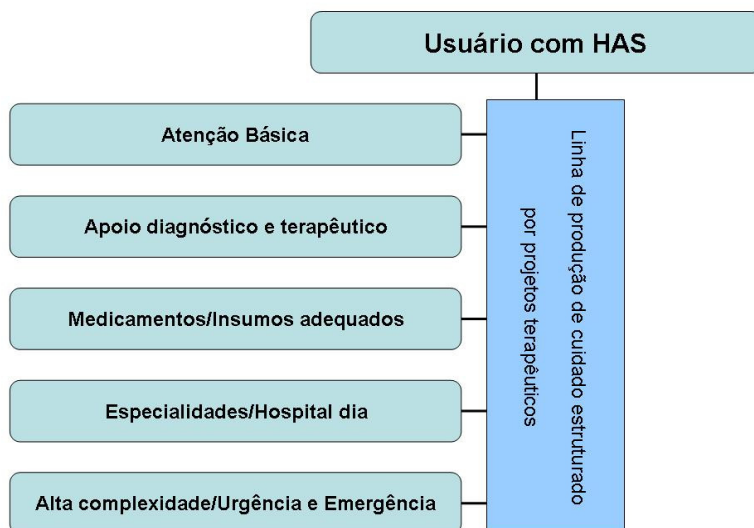 Usuário com HAS
Atenção Básica
Apoio diagnóstico e terapêutico
Medicamentos/Insumos adequados
Especialidades/Hospital dia
Alta complexidade/Urgência e Emergência
Linha de produção de cuidado estruturado
por projetos terapêuticos